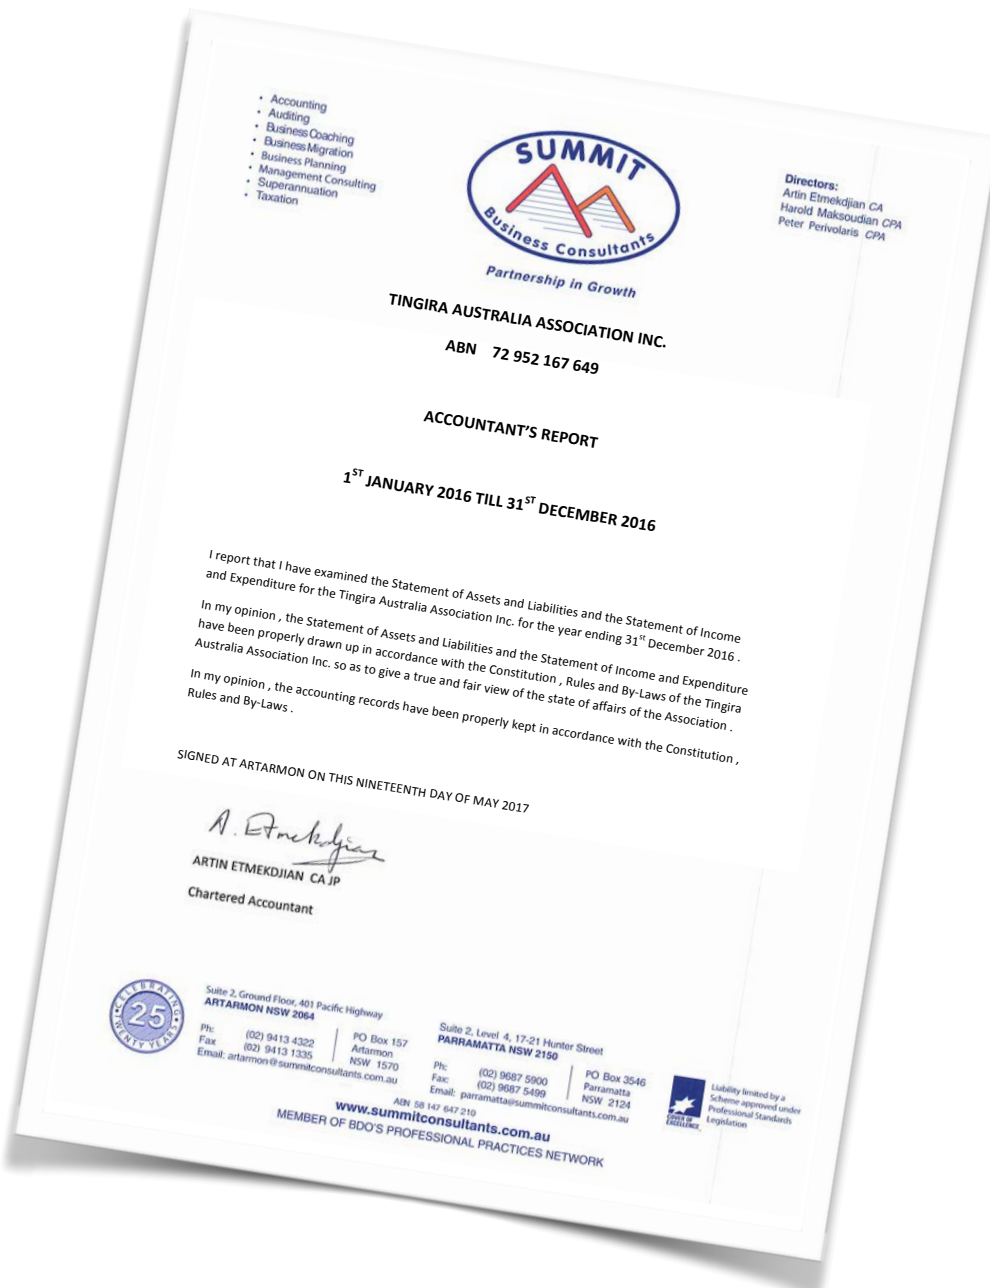 • Accounting
• Auditing
• Business Coaching
• Business Migration
• Business Planning
• Management Consulting
• Superannuation
• Taxation
SUMMIT
Business Consultants
Partnership in Growth
Directors:
Artin Etmekdjian CA
Harold Maksoudian CPA
Peter Perivolaris CPA
TINGIRA AUSTRALIA ASSOCIATION INC.
ABN 72 952 167 649
ACCOUNTANT’S REPORT
1ST JANUARY 2016 TILL 31ST DECEMBER 2016
I report that I have examined the Statement of Assets and Liabilities and the Statement of Income
and Expenditure for the Tingira Australia Association Inc. for the year ending 31st December 2016 .
In my opinion , the Statement of Assets and Liabilities and the Statement of Income and Expenditure
have been properly drawn up in accordance with the Constitution , Rules and By-Laws of the Tingira
Australia Association Inc. so as to give a true and fair view of the state of affairs of the Association .
In my opinion , the accounting records have been properly kept in accordance with the Constitution ,
Rules and By-Laws .
SIGNED AT ARTARMON ON THIS NINETEENTH DAY OF MAY 2017
A. Etmekdjian
ARTIN ETMEKDJIAN CA JP
Chartered Accountant
CELEBRATING
25
TWENTY YEARS
Suite 2, Ground Floor, 401 Pacific Highway
ARTARMON NSW 2064
Ph: (02) 9413 4322
Fax (02) 9413 1335
Email: artarmon@summitconsultants.com.au
PO Box 157
Artarmon
NSW 1570
Suite 2, Level 4, 17-21 Hunter Street
PARRAMATTA NSW 2150
Ph: (02) 9687 5900
Fax: (02) 9687 5499
Email: parramatta@summitconsultants.com.au
PO Box 3546
Parramatta
NSW 2124
ABN 58 147 647 210
www.summitconsultants.com.au
MEMBER OF BDO'S PROFESSIONAL PRACTICES NETWORK
COVER OF
EXCELLENCE
Liability limited by a
Scheme approved under
Professional Standards
Legislation